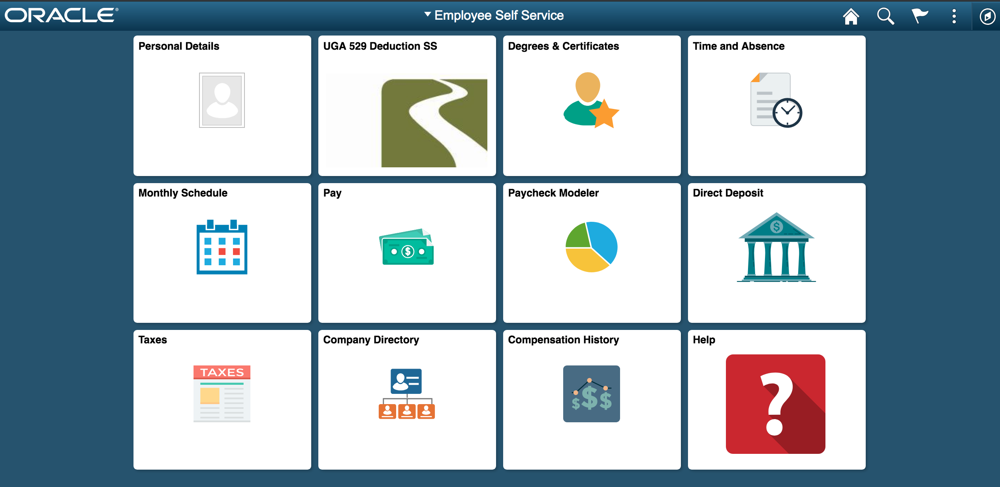 ORACLE®
Employee Self Service
Personal Details
UGA 529 Deduction SS
Degrees & Certificates
Time and Absence
Monthly Schedule
Pay
Paycheck Modeler
Direct Deposit
$
$
Taxes
Company Directory
Compensation History
Help
TAXES
$ $ $
?